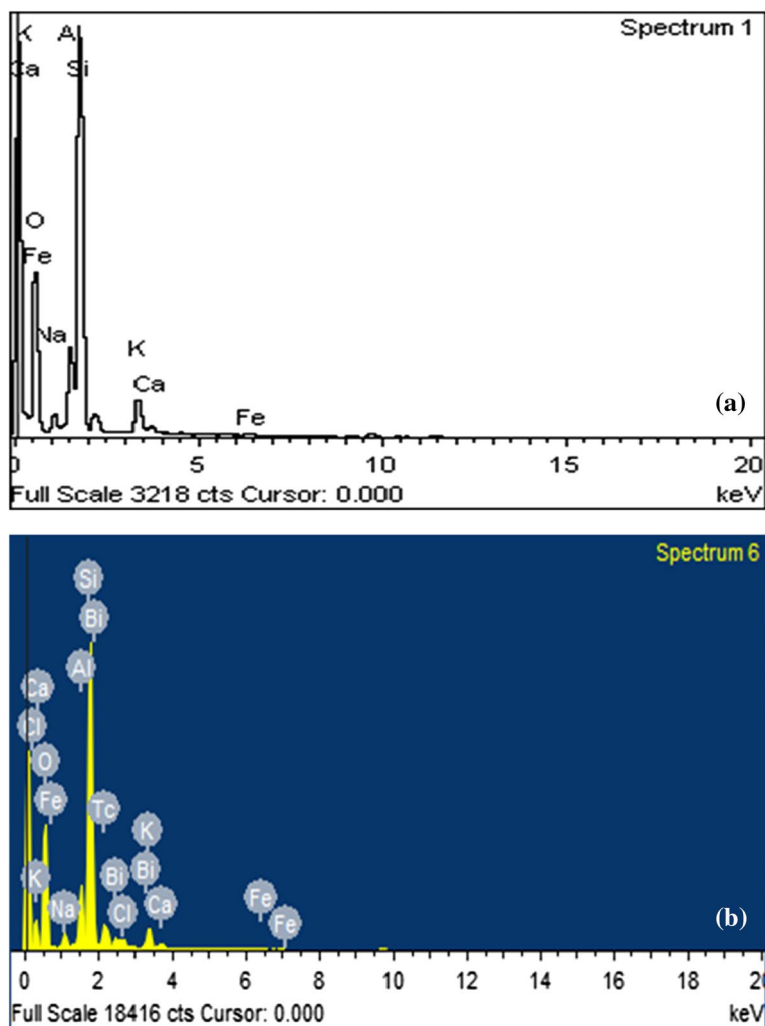 Spectrum 1
K A
Ca Si
O
Fe
Na
K
Ca
Fe
(a)
0 5 10 15 20
Full Scale 3218 cts Cursor: 0.000 keV
Spectrum 6
Si
Bi
Al
Ca
Cl
O
Fe
Tc
K
K
Bi
Bi
Na
Cl
Ca
Fe
Fe
(b)
0 2 4 6 8 10 12 14 16 18 20
Full Scale 18416 cts Cursor: 0.000 keV